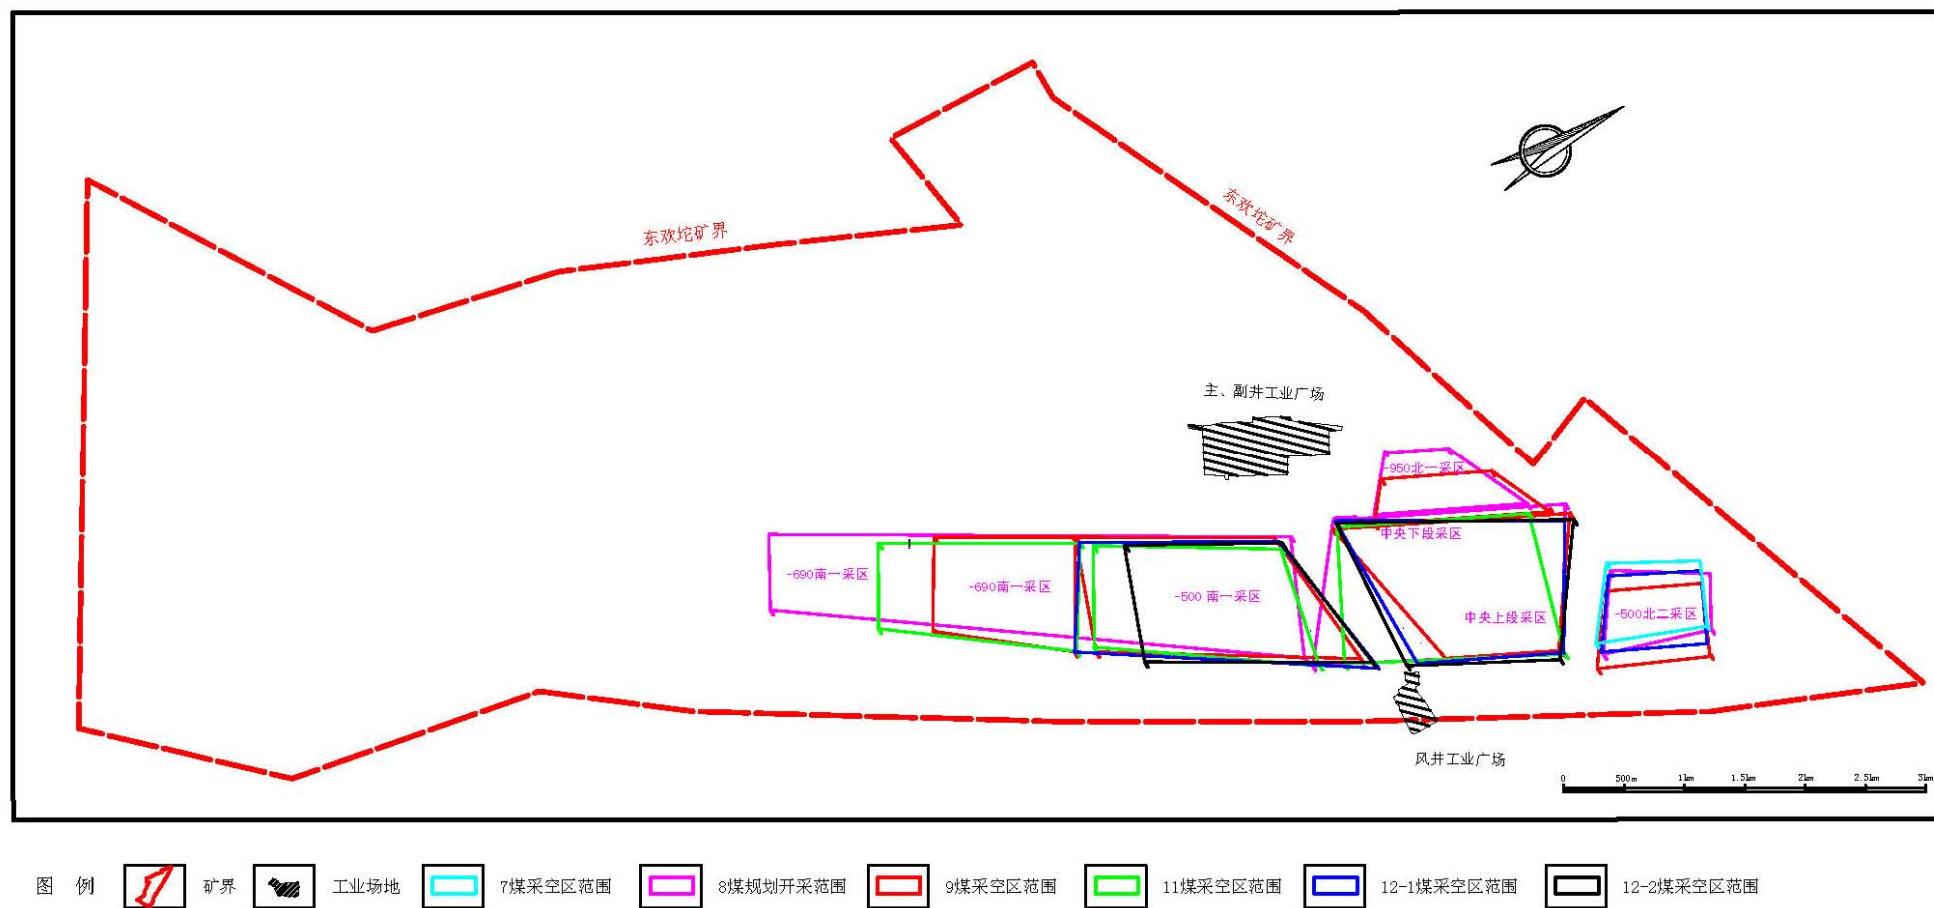 东欢坨矿界
东欢坨矿界
主、副井工业广场
-950北一采区
中央下段采区
-690南一采区
-690南一采区
-500 南一采区
中央上段采区
-500北二采区
风井工业广场
0 500m 1km 1.5km 2km 2.5km 3km
图 例 矿界 工业场地 7煤采空区范围 8煤规划开采范围 9煤采空区范围 11煤采空区范围 12-1煤采空区范围 12-2煤采空区范围